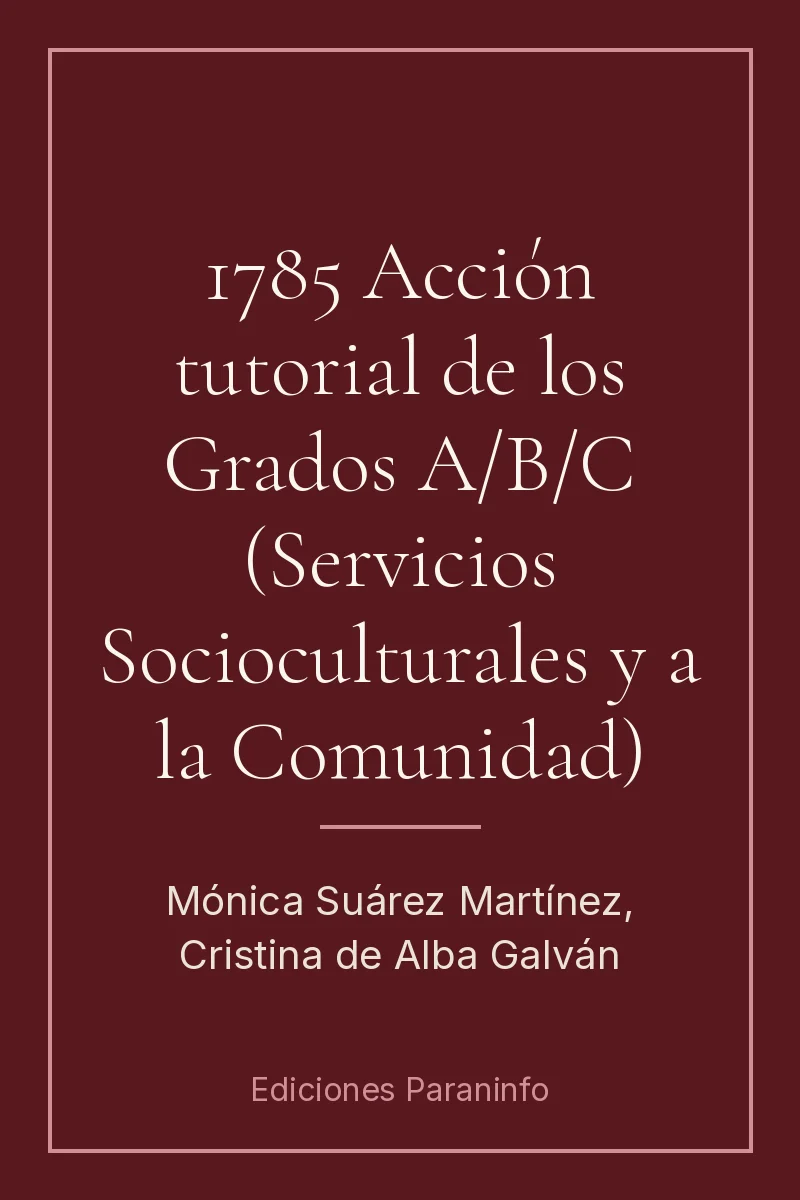 1785 Acción
tutorial de los
Grados A/B/C
(Servicios
Socioculturales y a
la Comunidad)
Mónica Suárez Martínez,
Cristina de Alba Galván
Ediciones Paraninfo